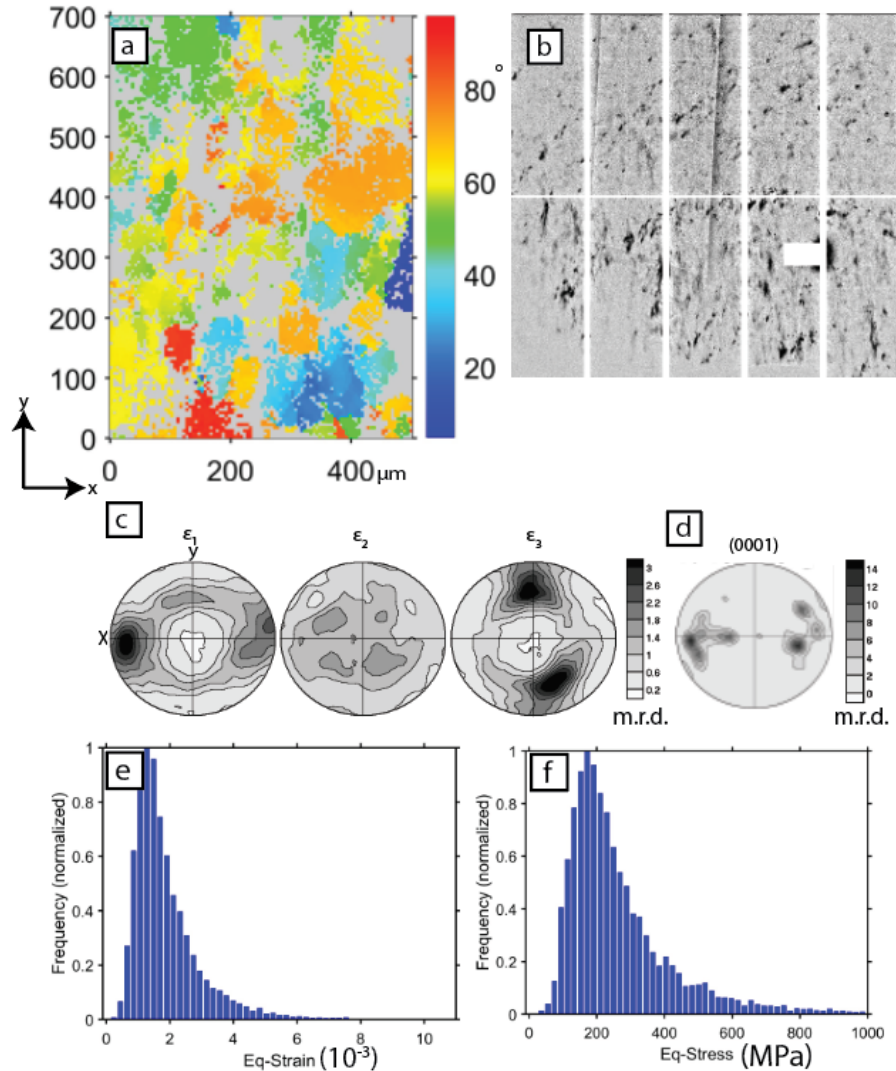 a
700
600
500
400
300
200
100
0
0
200
400
μm
°
80
60
40
20
y
x
b
c
ε1
ε2
ε3
y
X
3
2.6
2.2
1.8
1.4
1
0.6
0.2
m.r.d.
d
(0001)
14
12
10
8
6
4
2
0
m.r.d.
e
Frequency (normalized)
1
0.8
0.6
0.4
0.2
0
0
2
4
6
8
10
Eq-Strain (10-3)
f
Frequency (normalized)
1
0.8
0.6
0.4
0.2
0
0
200
400
600
800
1000
Eq-Stress (MPa)